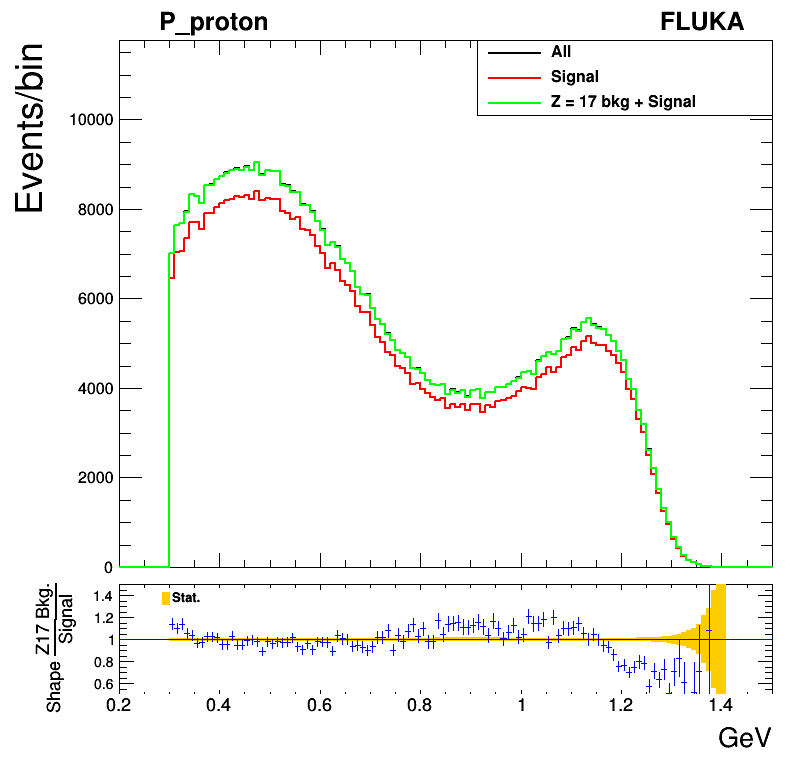 P_proton FLUKA
Events/bin
All
Signal
Z = 17 bkg + Signal
10000
8000
6000
4000
2000
0
Shape Z17 Bkg. / Signal
Stat.
1.4
1.2
1
0.8
0.6
0.2 0.4 0.6 0.8 1 1.2 1.4
GeV